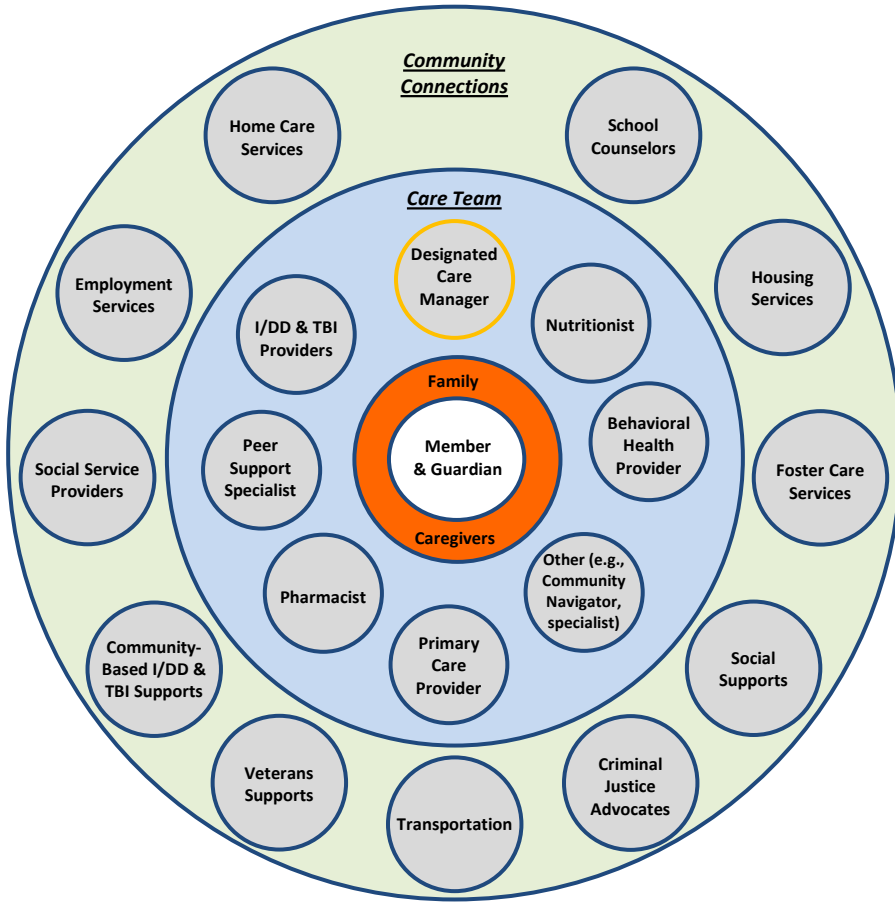 Community
Connections
Home Care
Services
School
Counselors
Employment
Services
Housing
Services
Social Service
Providers
Foster Care
Services
Community-
Based I/DD &
TBI Supports
Social
Supports
Veterans
Supports
Criminal
Justice
Advocates
Transportation
Care Team
Designated
Care
Manager
I/DD & TBI
Providers
Nutritionist
Peer
Support
Specialist
Behavioral
Health
Provider
Pharmacist
Other (e.g.,
Community
Navigator,
specialist)
Primary
Care
Provider
Family
Member
& Guardian
Caregivers